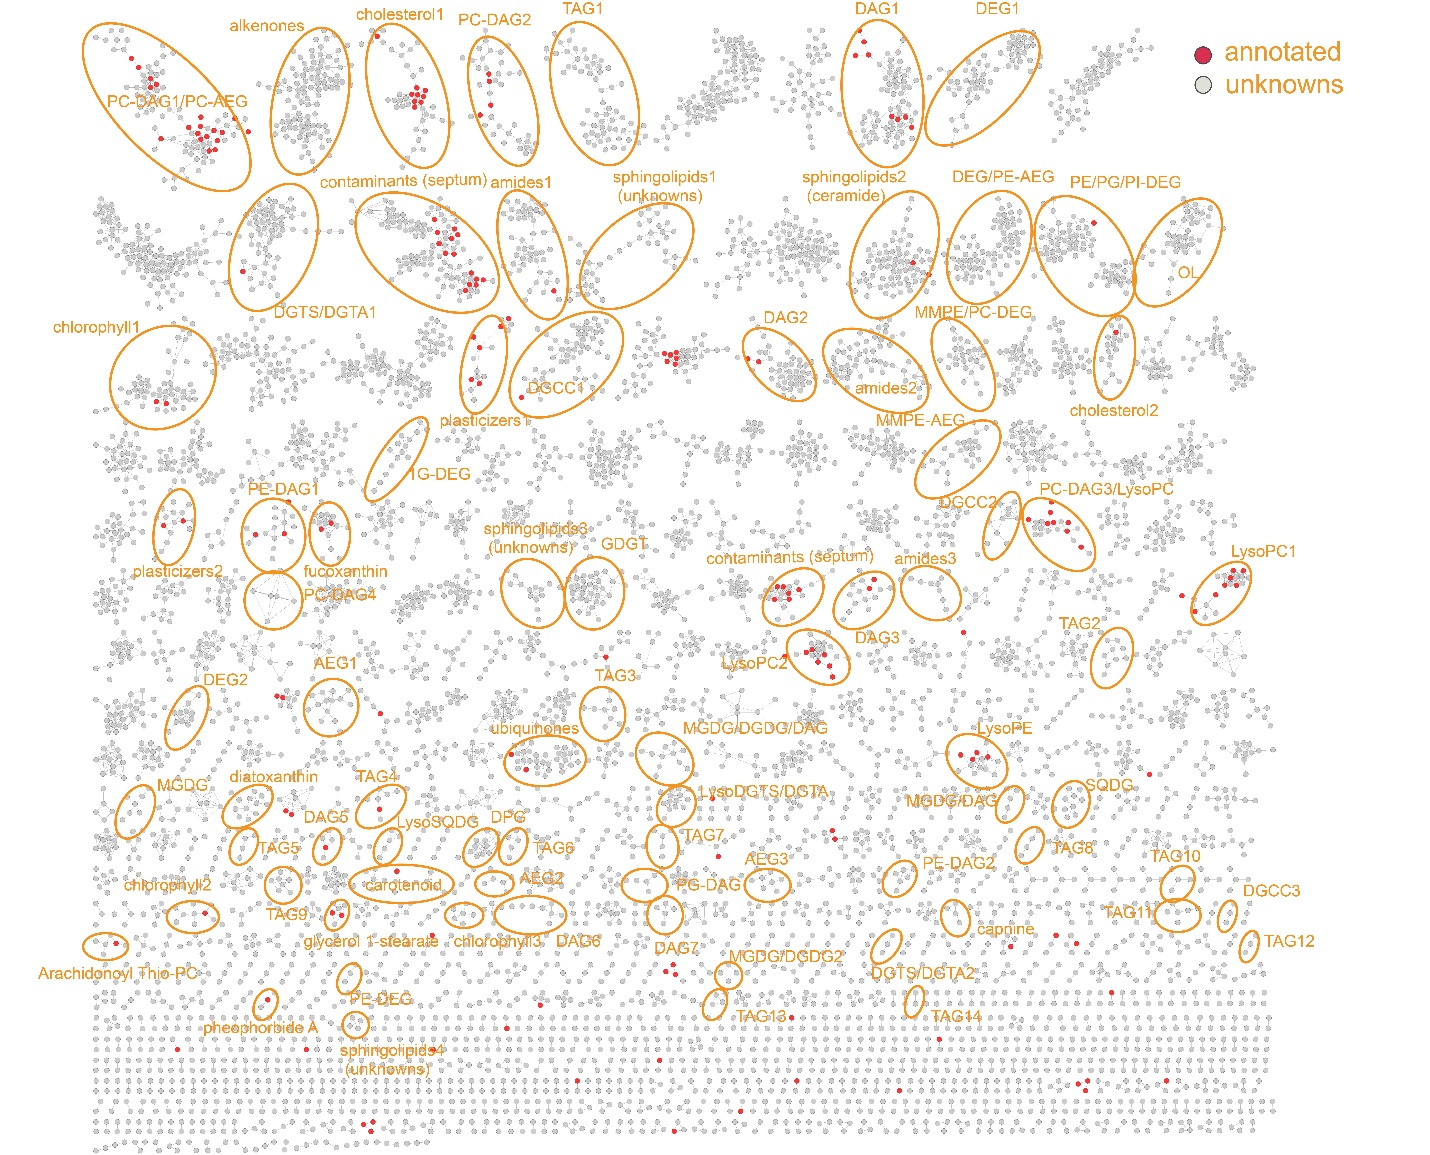 alkenones
cholesterol1
PC-DAG2
TAG1
DAG1
DEG1
annotated
unknowns
PC-DAG1/PC-AEG
contaminants (septum)
amides1
sphingolipids1
(unknowns)
sphingolipids2
(ceramide)
DEG/PE-AEG
PE/PG/PI-DEG
OL
DGTS/DGTA1
chlorophyll1
DAG2
MMPE/PC-DEG
DGCC1
amides2
plasticizers1
cholesterol2
MMPE-AEG
1G-DEG
PE-DAG1
DGCC2
PC-DAG3/LysoPC
sphingolipids3
(unknowns)
GDGT
plasticizers2
fucoxanthin
contaminants (septum)
amides3
LysoPC1
PC-DAG4
DAG3
TAG2
LysoPC2
AEG1
DEG2
TAG3
ubiquinones
MGDG/DGDG/DAG
LysoPE
MGDG
diatoxanthin
TAG4
LysoDGTS/DGTA
MGDG/DAG
SQDG
DAG5
LysoSQDG
DPG
TAG5
TAG6
TAG7
TAG8
AEG3
PE-DAG2
TAG10
chlorophyll2
carotenoid
AEG2
PG-DAG
DGCC3
TAG9
TAG11
glycerol 1-stearate
chlorophyll3
DAG6
DAG7
capnine
TAG12
MGDG/DGDG2
Arachidonoyl Thio-PC
DGTS/DGTA2
PE-DEG
TAG13
TAG14
pheophorbide A
sphingolipids4
(unknowns)